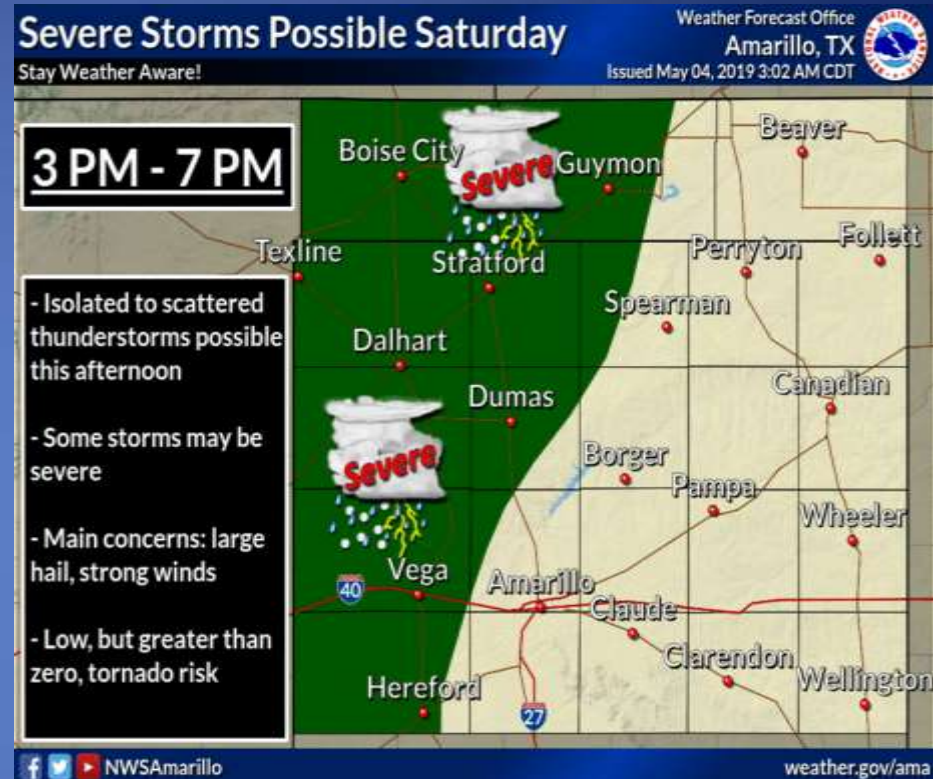 Severe Storms Possible Saturday
Stay Weather Aware!
Weather Forecast Office
Amarillo, TX
Issued May 04, 2019 3:02 AM CDT
3 PM - 7 PM
- Isolated to scattered
thunderstorms possible
this afternoon
- Some storms may be
severe
- Main concerns: large
hail, strong winds
- Low, but greater than
zero, tornado risk
Boise City
Severe
Guymon
Beaver
Texline
Stratford
Perryton
Follett
Spearman
Dalhart
Dumas
Canadian
Severe
Borger
Pampa
Wheeler
40
Vega
Amarillo
Claude
Clarendon
Hereford
27
Wellington
NWSAmarillo
weather.gov/ama